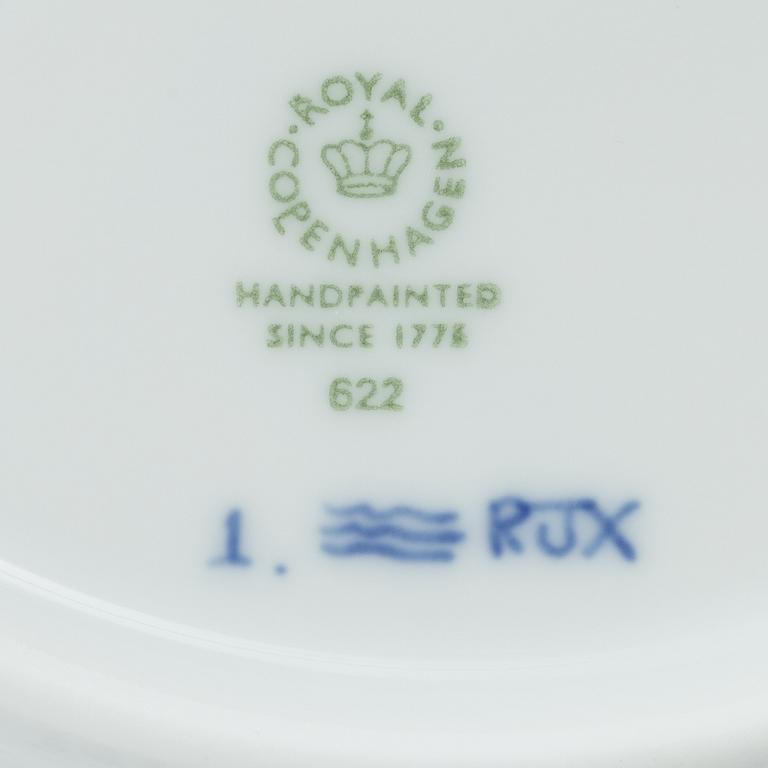 ROYAL · COPENHAGEN ·
HANDPAINTED
SINCE 1775
622
1. RJX